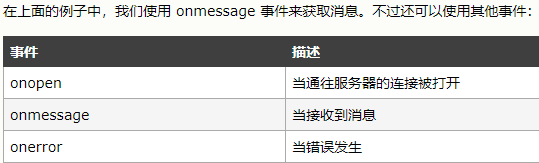 在上面的例子中，我们使用 onmessage 事件来获取消息。不过还可以使用其他事件：
事件 描述
onopen 当通往服务器的连接被打开
onmessage 当接收到消息
onerror 当错误发生